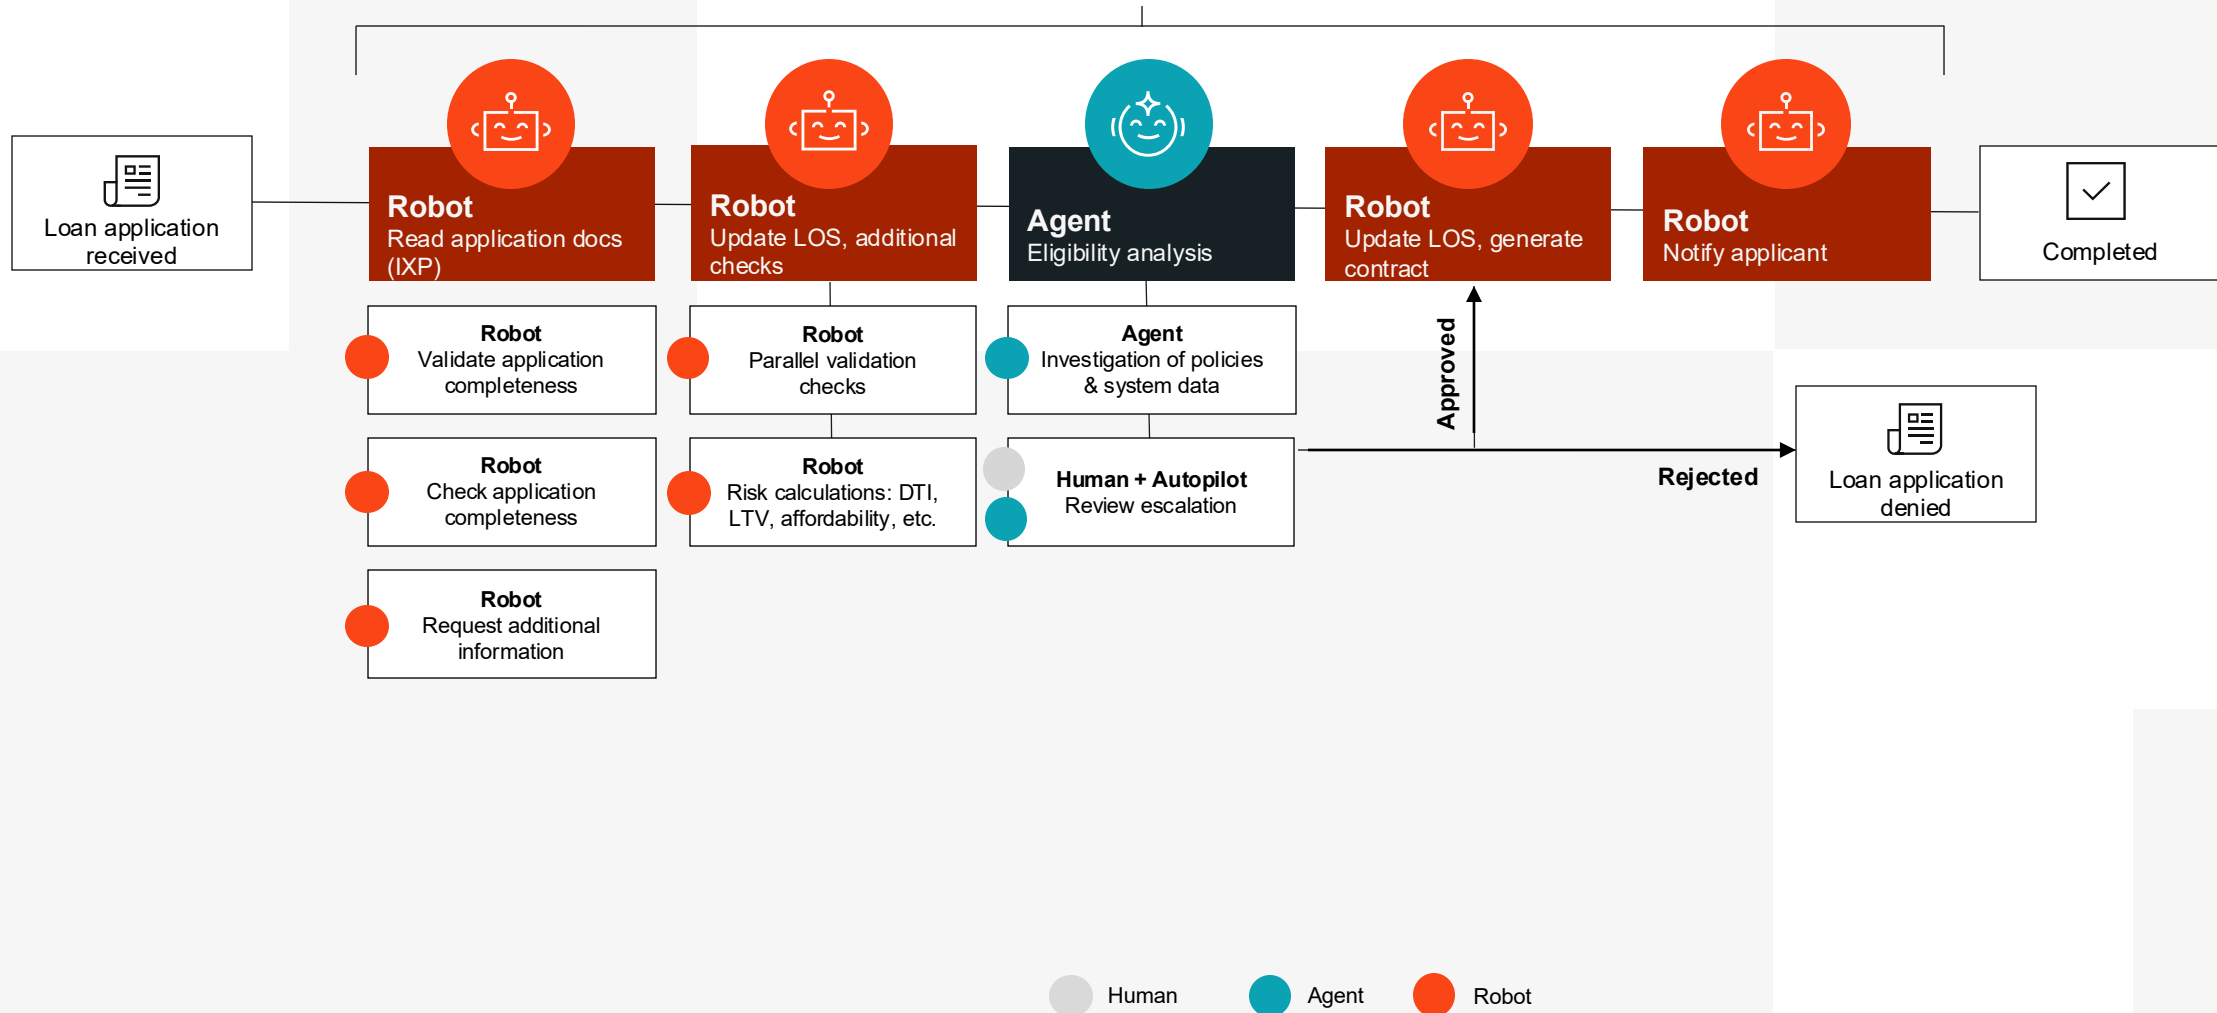 Loan application
received
Robot
Read application docs
(IXP)
Robot
Update LOS, additional
checks
Agent
Eligibility analysis
Robot
Update LOS, generate
contract
Robot
Notify applicant
Completed
Robot
Validate application
completeness
Robot
Check application
completeness
Robot
Request additional
information
Robot
Parallel validation
checks
Robot
Risk calculations: DTI,
LTV, affordability, etc.
Agent
Investigation of policies
& system data
Human + Autopilot
Review escalation
Approved
Rejected
Loan application
denied
Human
Agent
Robot